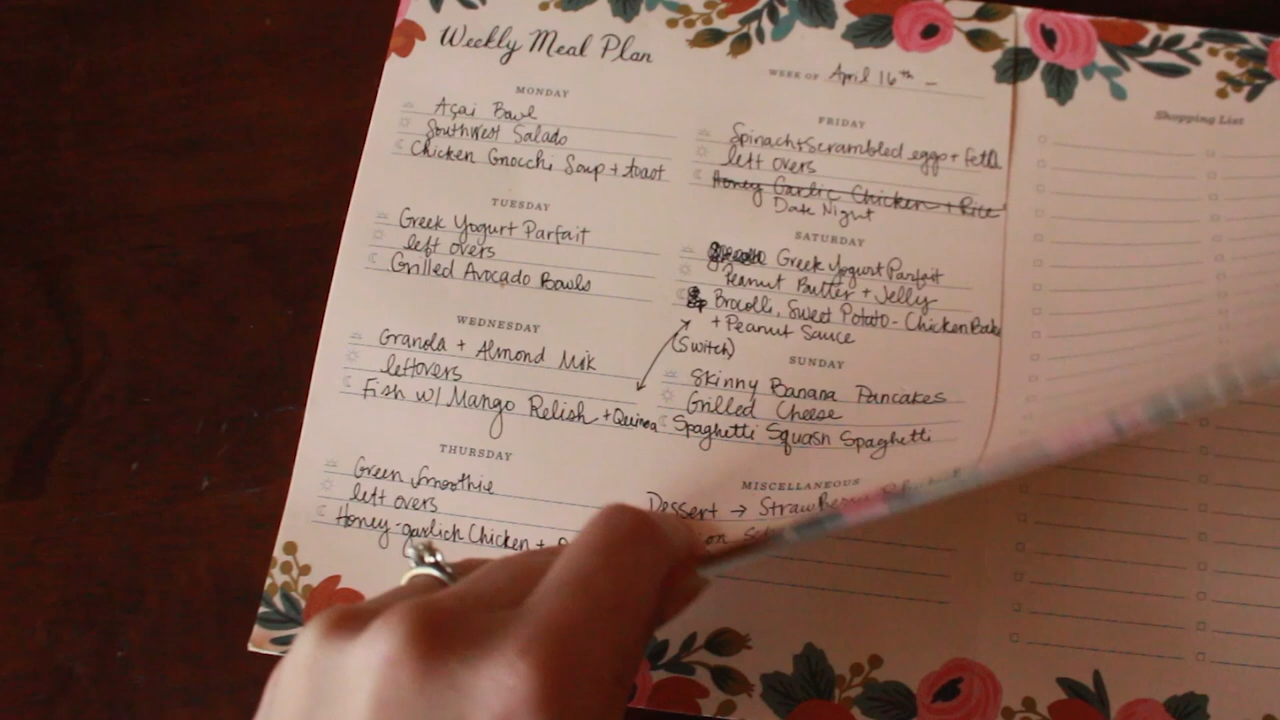 Weekly Meal Plan
WEEK OF April 16th -
MONDAY
Açai Bowl
Southwest Salado
Chicken Gnocchi Soup + toast
TUESDAY
Greek Yogurt Parfait
left overs
Grilled Avocado Bowls
WEDNESDAY
Granola + Almond Milk
leftovers
Fish w/ Mango Relish + Quinoa
THURSDAY
Green Smoothie
left overs
Honey-garlich Chicken +
FRIDAY
Spinach + Scrambled eggs + feta
left overs
Honey Garlic Chicken + Rice
Date Night
SATURDAY
Greek Yogurt Parfait
Peanut Butter + Jelly
Brocolli, Sweet Potato - Chicken Bake
+ Peanut Sauce
(Switch)
SUNDAY
Skinny Banana Pancakes
Grilled Cheese
Spaghetti Squash Spaghetti
MISCELLANEOUS
Dessert → Strawberry
Shopping List